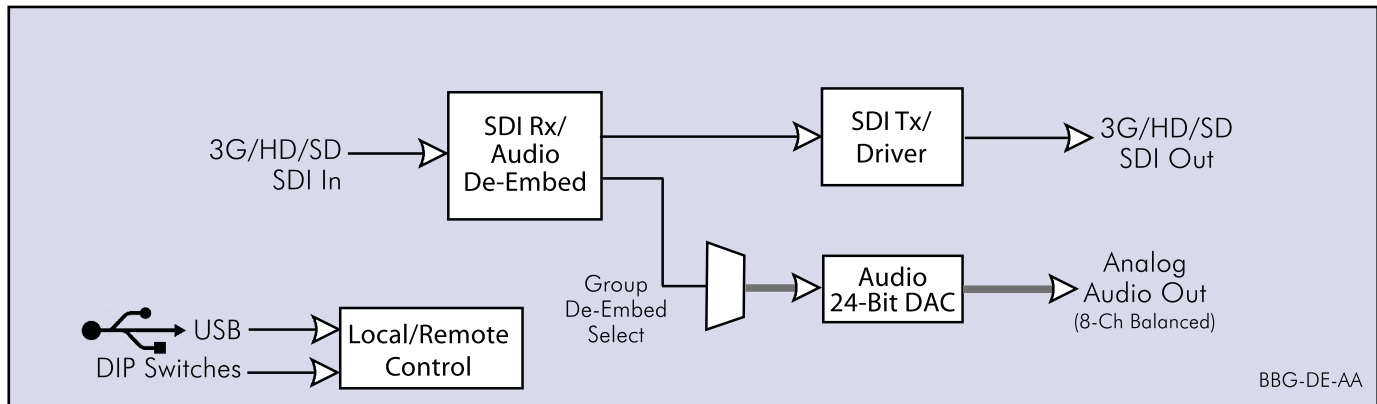 3G/HD/SD
SDI In
SDI Rx/
Audio
De-Embed
SDI Tx/
Driver
3G/HD/SD
SDI Out
Group
De-Embed
Select
Audio
24-Bit DAC
Analog
Audio Out
(8-Ch Balanced)
USB
DIP Switches
Local/Remote
Control
BBG-DE-AA